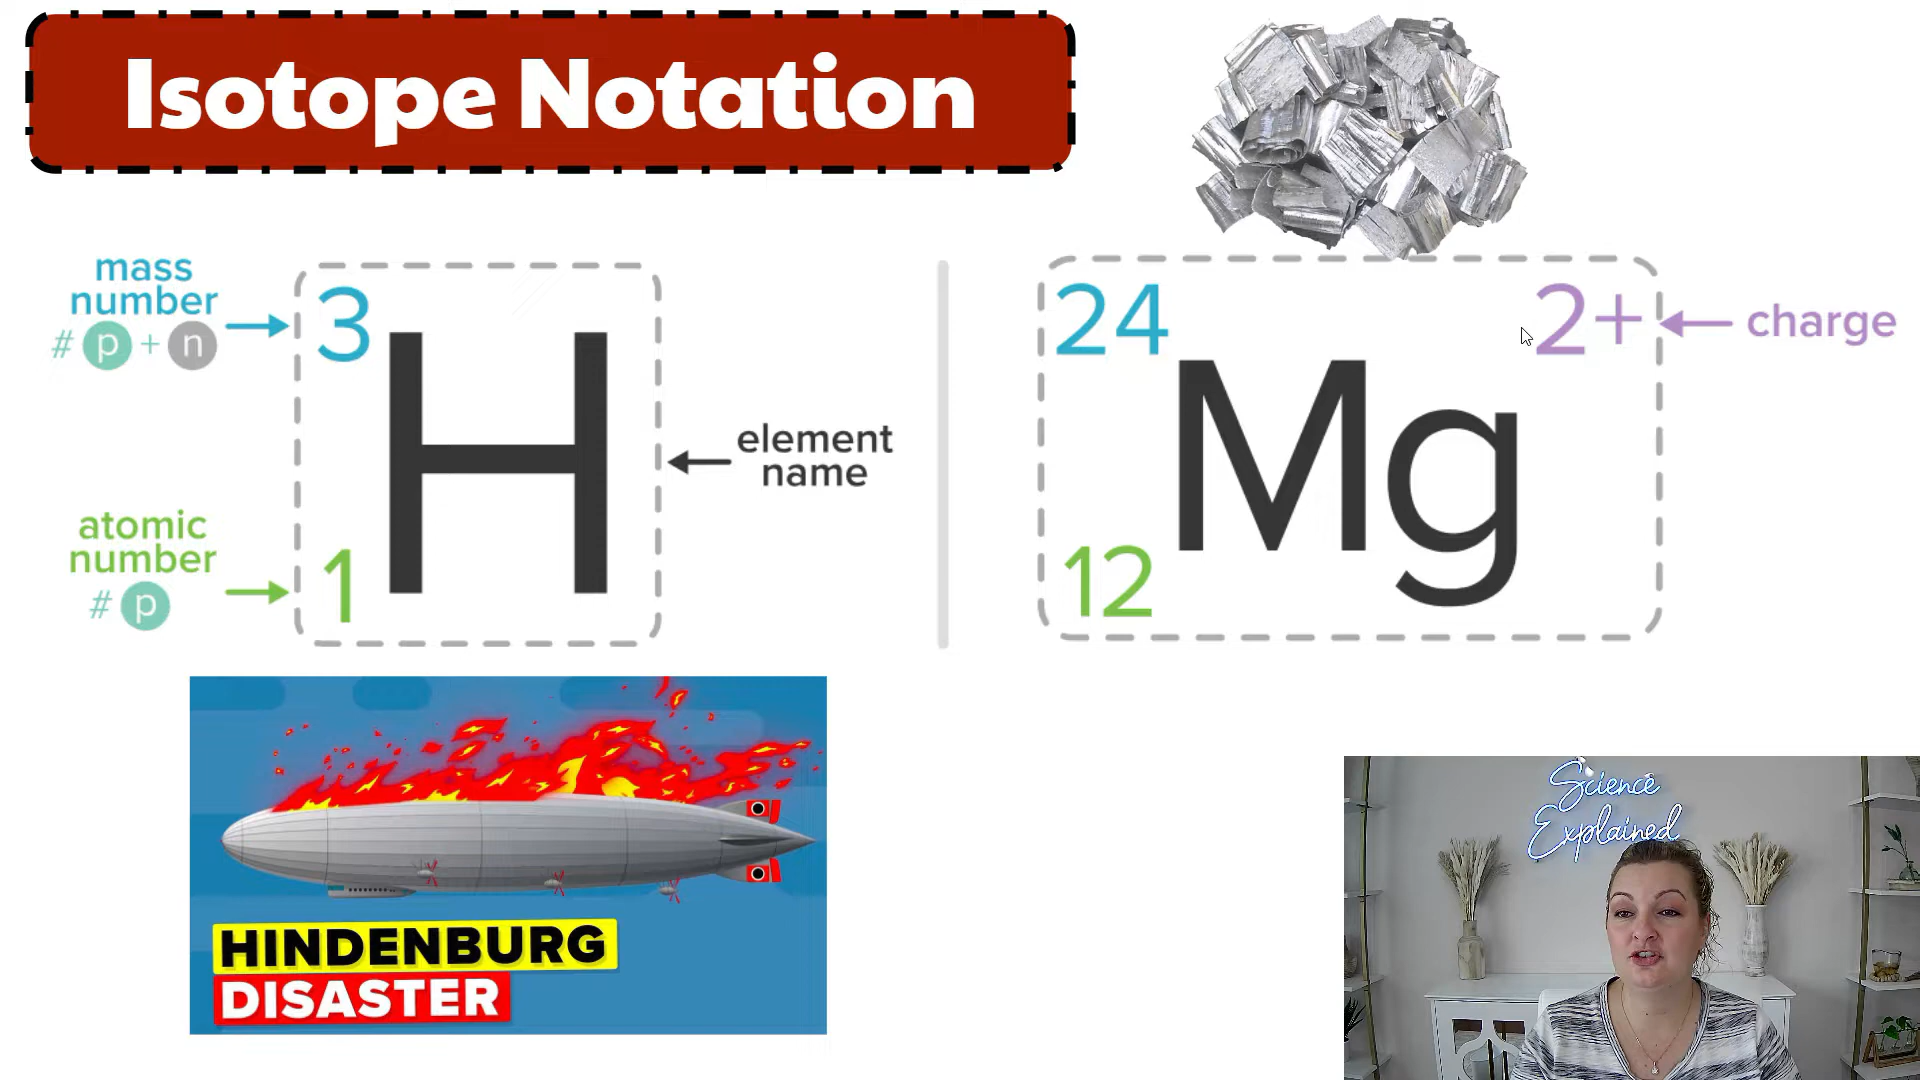 Isotope Notation
mass
number
# p + n
3
H
element
name
atomic
number
# p
1
24
2+
charge
Mg
12
HINDENBURG
DISASTER
Science
Explained